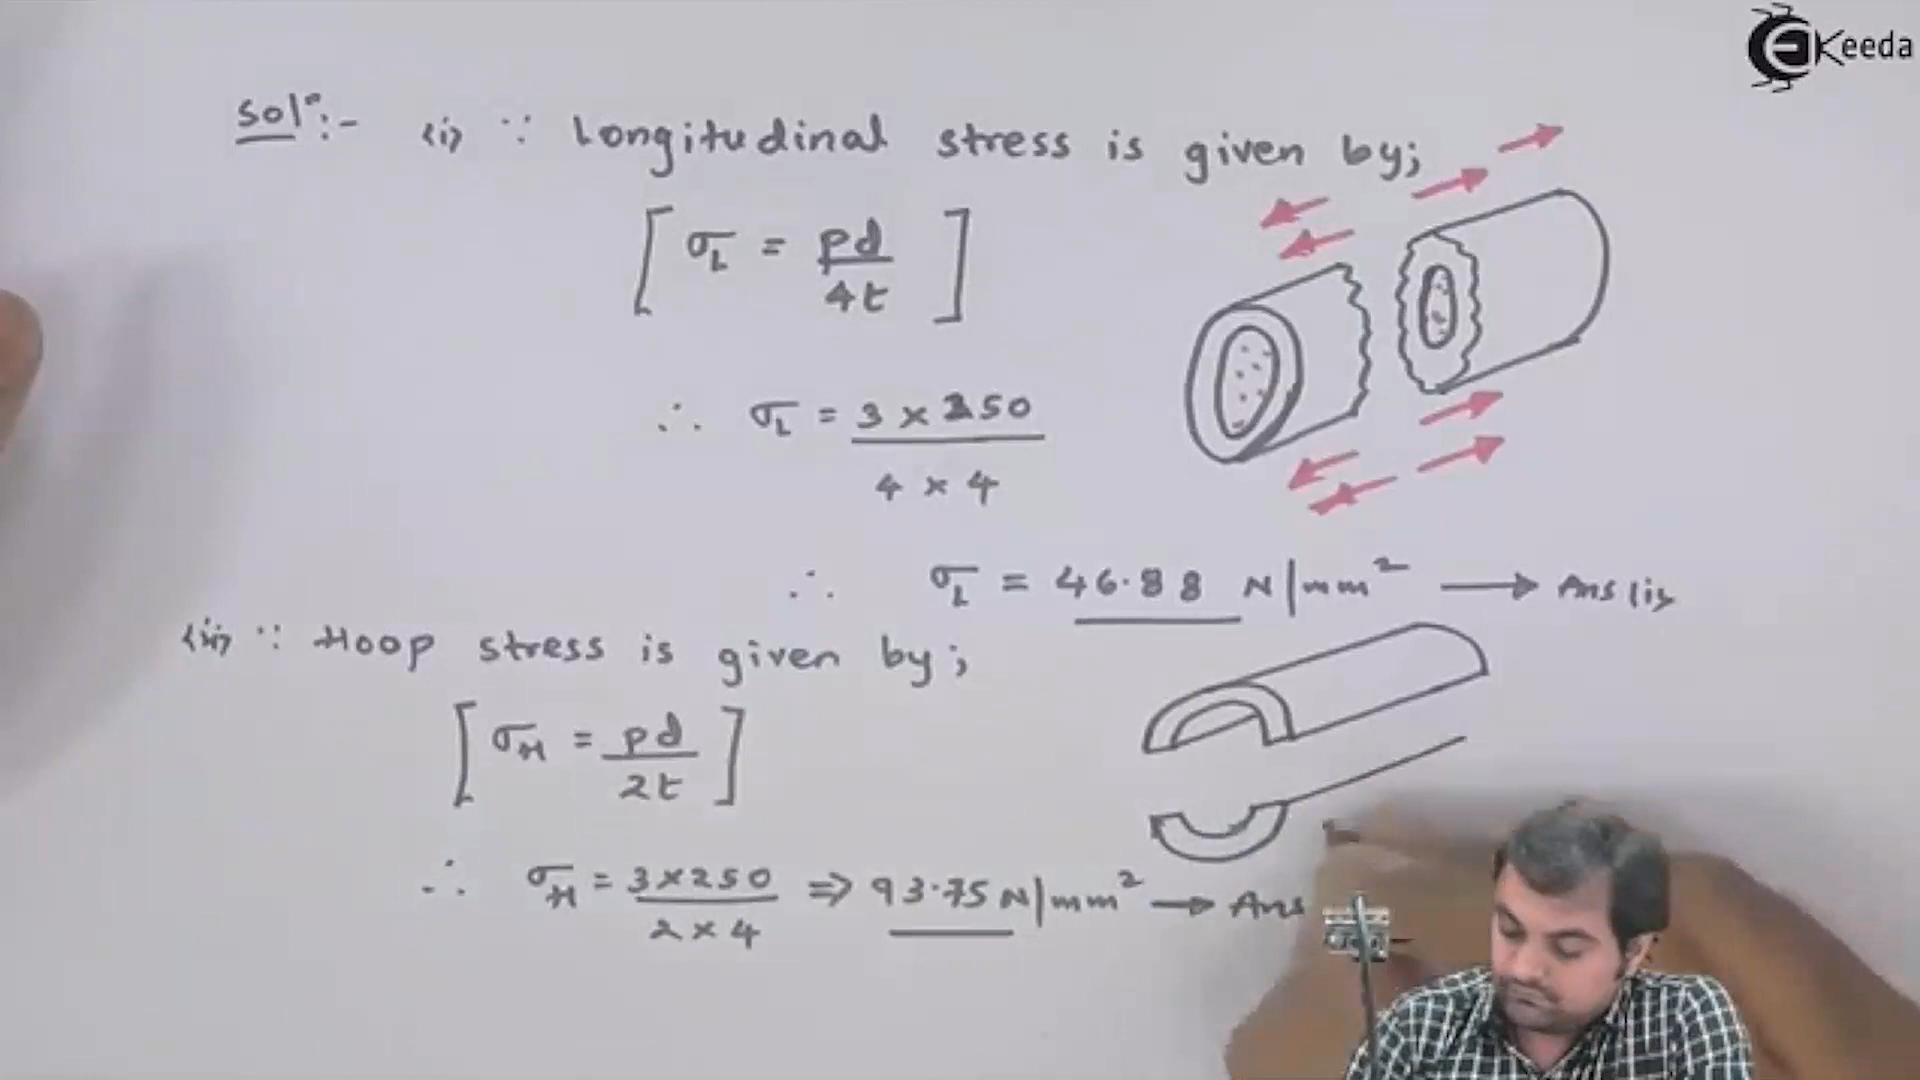 EKeeda
Solⁿ:- (i) ∵ Longitudinal stress is given by;
[ σL = pd / 4t ]
∴ σL = 3 × 250 / 4 × 4
∴ σL = 46.88 N/mm² → Ans (i)
(ii) ∵ Hoop stress is given by;
[ σH = pd / 2t ]
∴ σH = 3×250 / 2×4 ⇒ 93.75 N/mm² → Ans